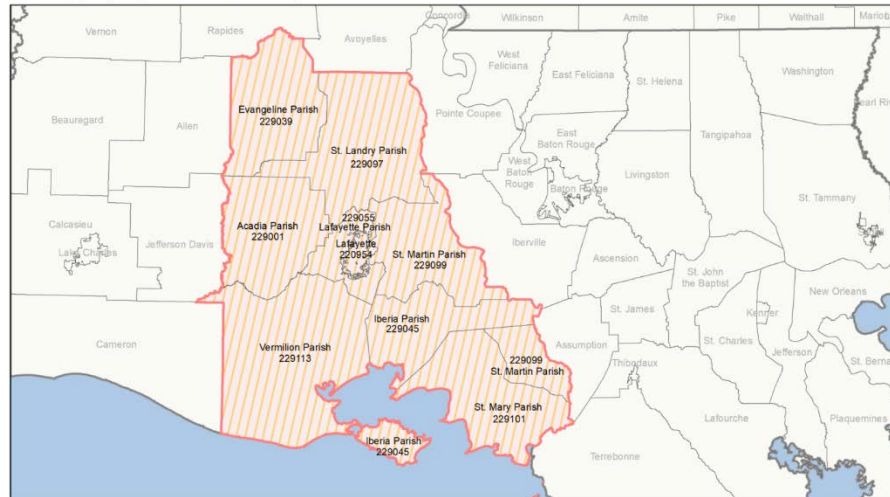 Concordia
Wilkinson
Amite
Pike
Walthall
Vernon
Rapides
Avoyelles
West
Feliciana
East Feliciana
St. Helena
Washington
Evangeline Parish
229039
Pointe Coupee
Beauregard
Allen
East
Baton Rouge
Tangipahoa
St. Landry Parish
229097
West
Baton
Rouge
Baton Rouge
Livingston
St. Tammany
229055
Lafayette Parish
Acadia Parish
229001
Calcasieu
Lake Charles
Jefferson Davis
Lafayette
220954
St. Martin Parish
229099
Iberville
Ascension
St. John
the Baptist
New Orleans
St. James
Kenner
Iberia Parish
229045
Cameron
Vermilion Parish
229113
Assumption
St. Charles
Jefferson
229099
St. Martin Parish
Thibodaux
St. Mary Parish
229101
Lafourche
Plaquemines
Iberia Parish
229045
Terrebonne